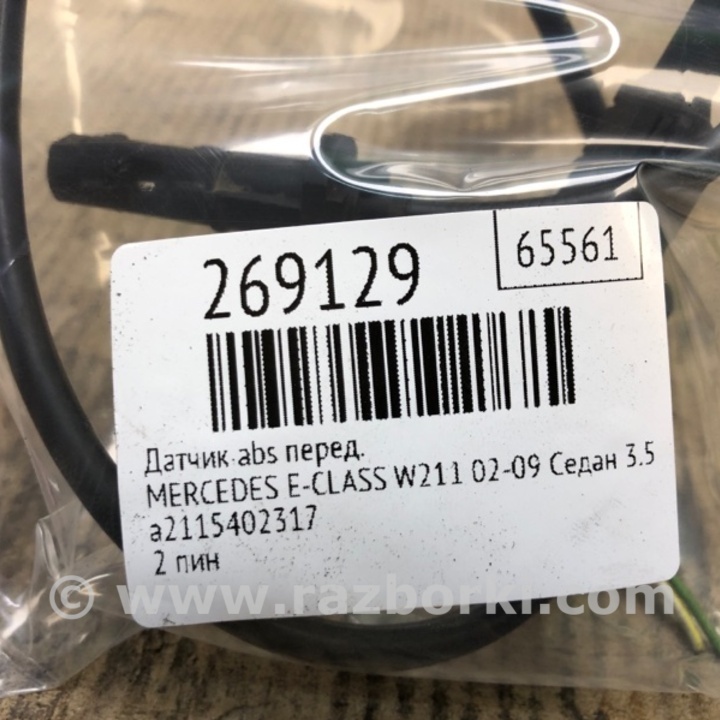 269129
65561
Датчик abs перед.
MERCEDES E-CLASS W211 02-09 Седан 3.5
a2115402317
2 пин
© www.razborki.com